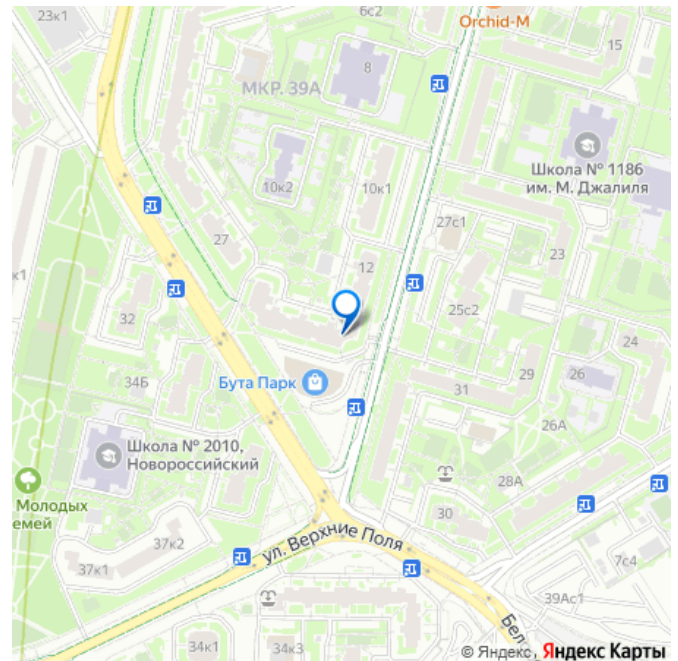 23к1
6с2
Orchid-M
15
8
МКР. 39А
Школа № 1186
им. М. Джалиля
10к2
10к1
27с1
27
23
12
к1
25с2
32
24
29
26
34Б
Бута Парк
31
26А
Школа № 2010,
Новороссийский
28А
Молодых
емей
30
ул. Верхние Поля
37к2
37к1
7с4
39Ас1
Бел
34к1
34к3
© Яндекс, Яндекс Карты